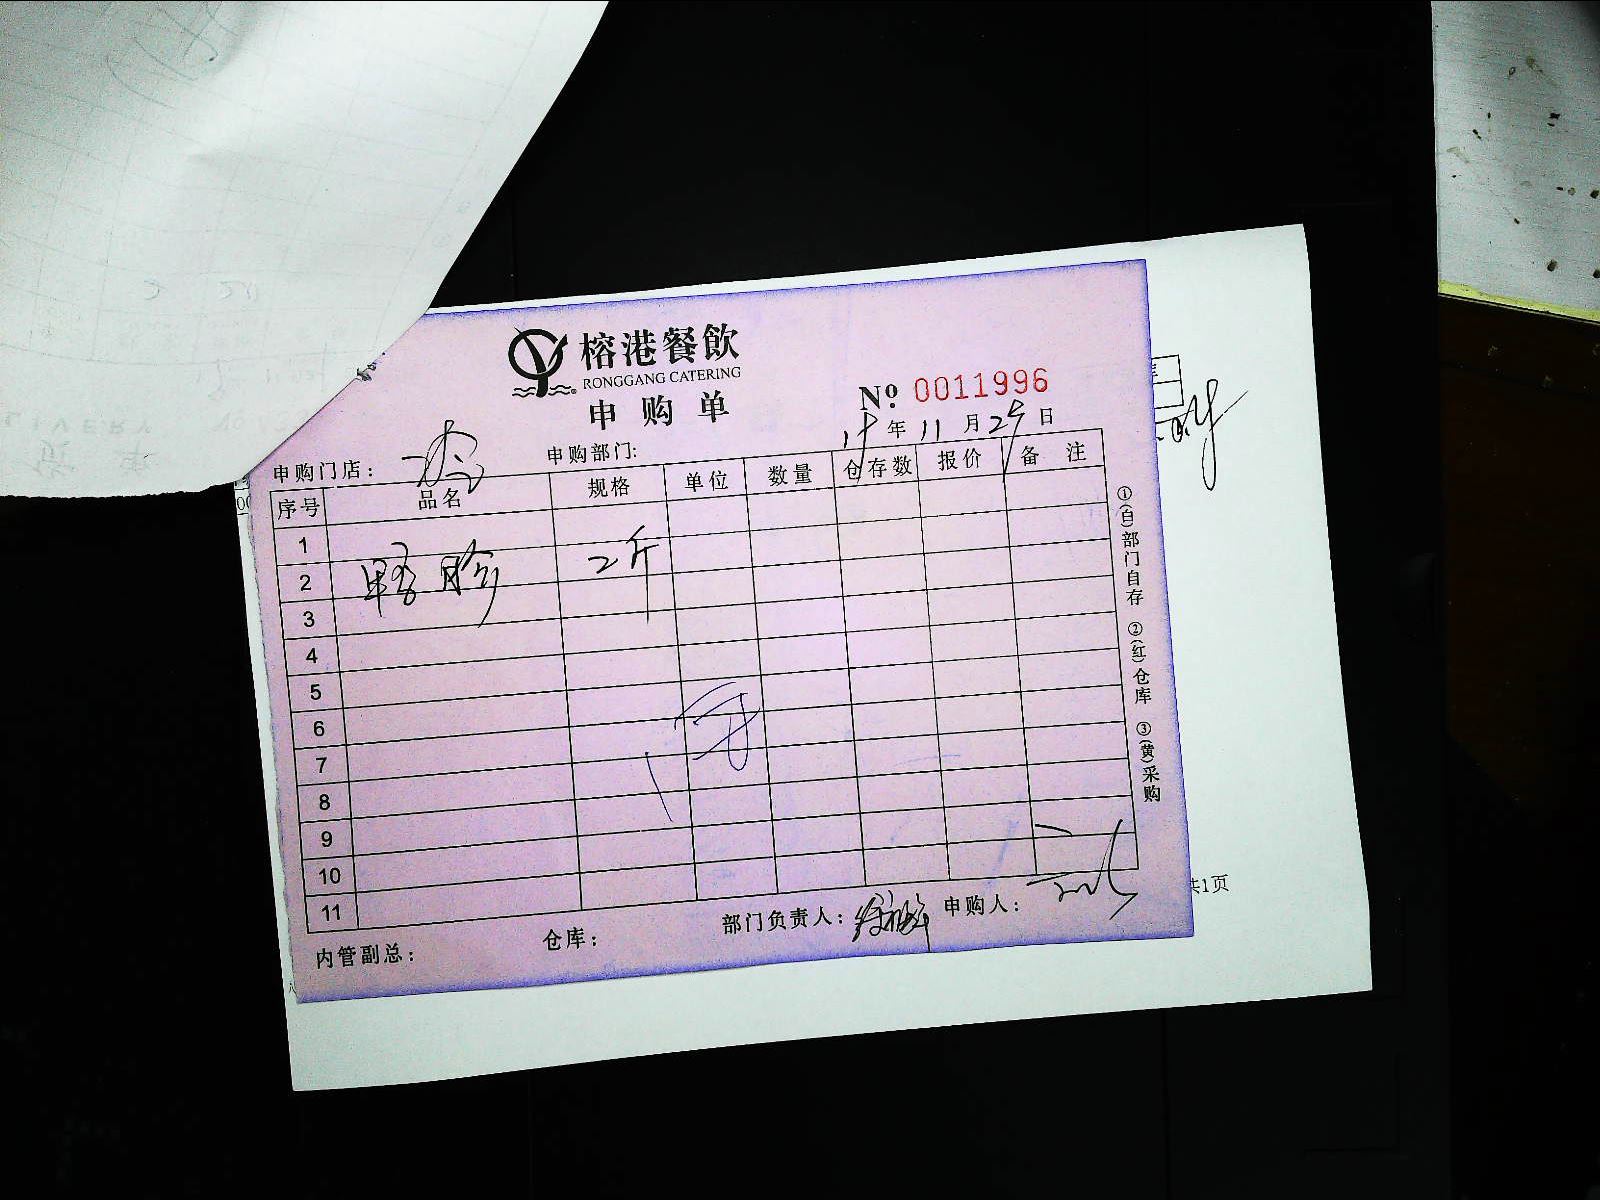 榕港餐飲
RONGGANG CATERING
申购单
No. 0011996
年 11 月 29 日
申购门店： 申购部门：
序号 品名 规格 单位 数量 仓存数 报价 备注
1
2 鸭胗 2斤
3
4
5
6
7
8
9
10
11
内管副总： 仓库： 部门负责人： 申购人：
①(白)部门自存 ②(红)仓库 ③(黄)采购
共1页